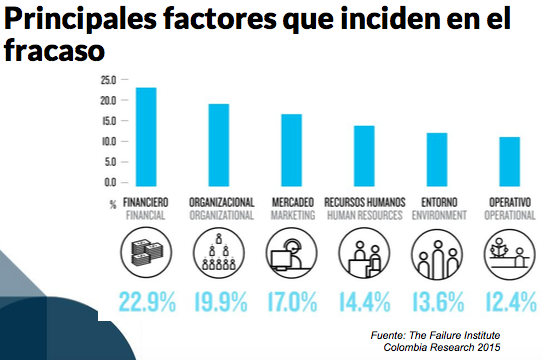 Principales factores que inciden en el
fracaso
25.0
20.0
15.0
10.0
5.0
0.0
%
FINANCIERO ORGANIZACIONAL MERCADEO RECURSOS HUMANOS ENTORNO OPERATIVO
FINANCIAL ORGANIZATIONAL MARKETING HUMAN RESOURCES ENVIRONMENT OPERATIONAL
22.9% 19.9% 17.0% 14.4% 13.6% 12.4%
Fuente: The Failure Institute
Colombia Research 2015